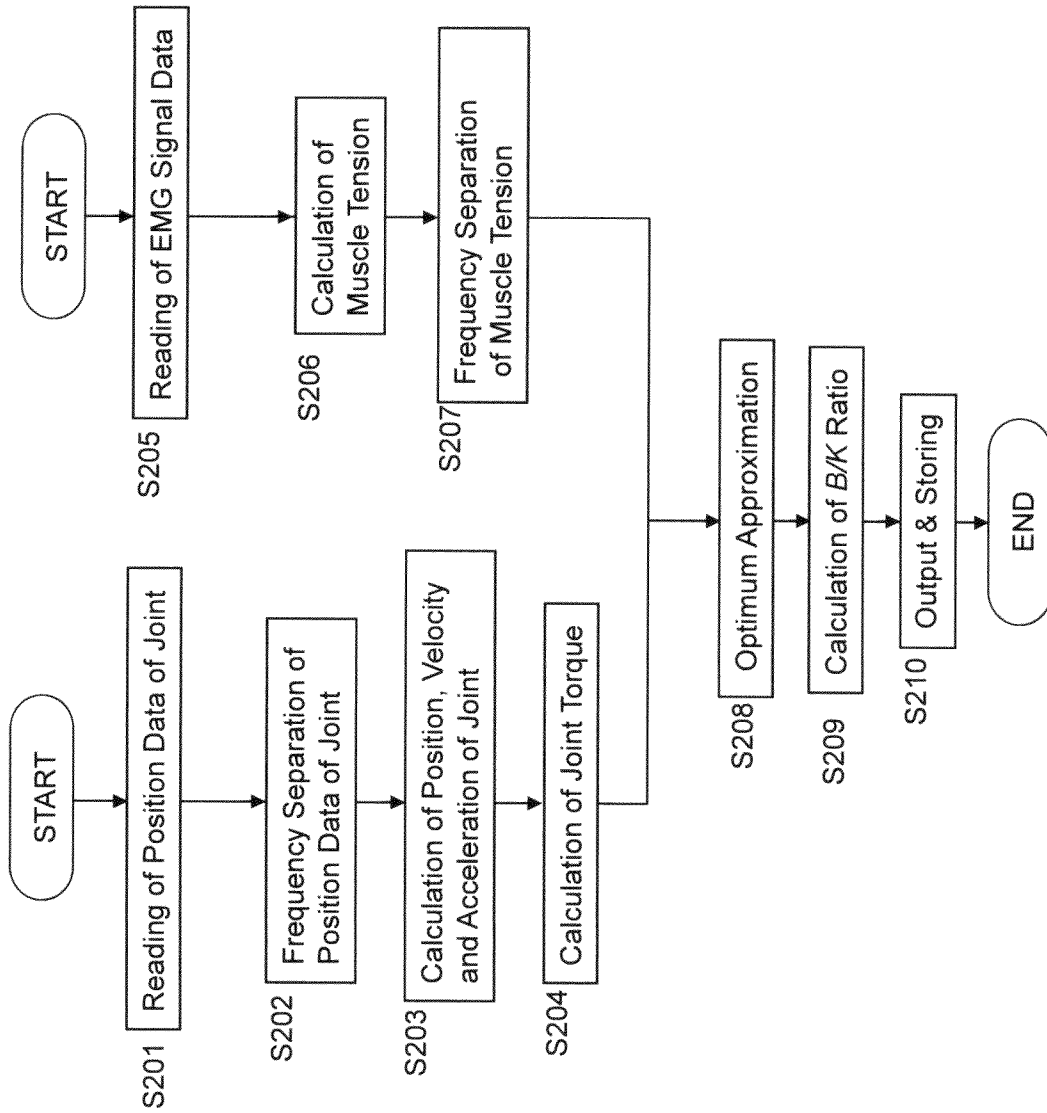 START
S201
Reading of Position Data of Joint
S202
Frequency Separation of
Position Data of Joint
S203
Calculation of Position, Velocity
and Acceleration of Joint
S204
Calculation of Joint Torque
START
S205
Reading of EMG Signal Data
S206
Calculation of
Muscle Tension
S207
Frequency Separation
of Muscle Tension
S208
Optimum Approximation
S209
Calculation of B/K Ratio
S210
Output & Storing
END